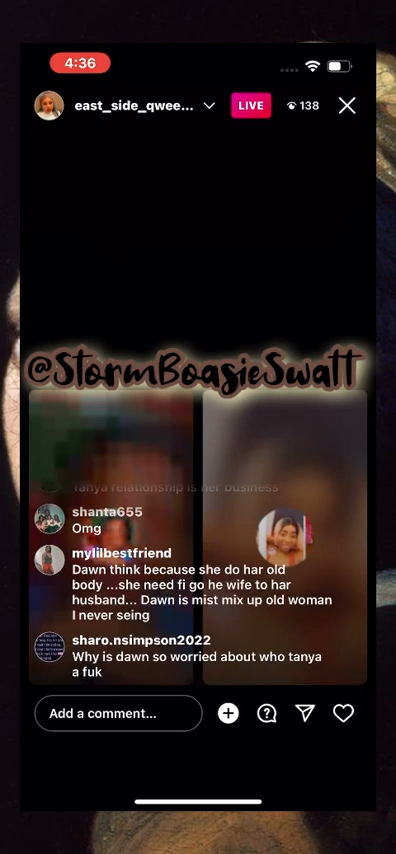 4:36
east_side_qwee...
LIVE
138
@StormBoasieSwatt
Tanya relationship is her business
shanta655
Omg
mylilbestfriend
Dawn think because she do har old
body ...she need fi go he wife to har
husband... Dawn is mist mix up old woman
I never seing
sharo.nsimpson2022
Why is dawn so worried about who tanya
a fuk
Add a comment...